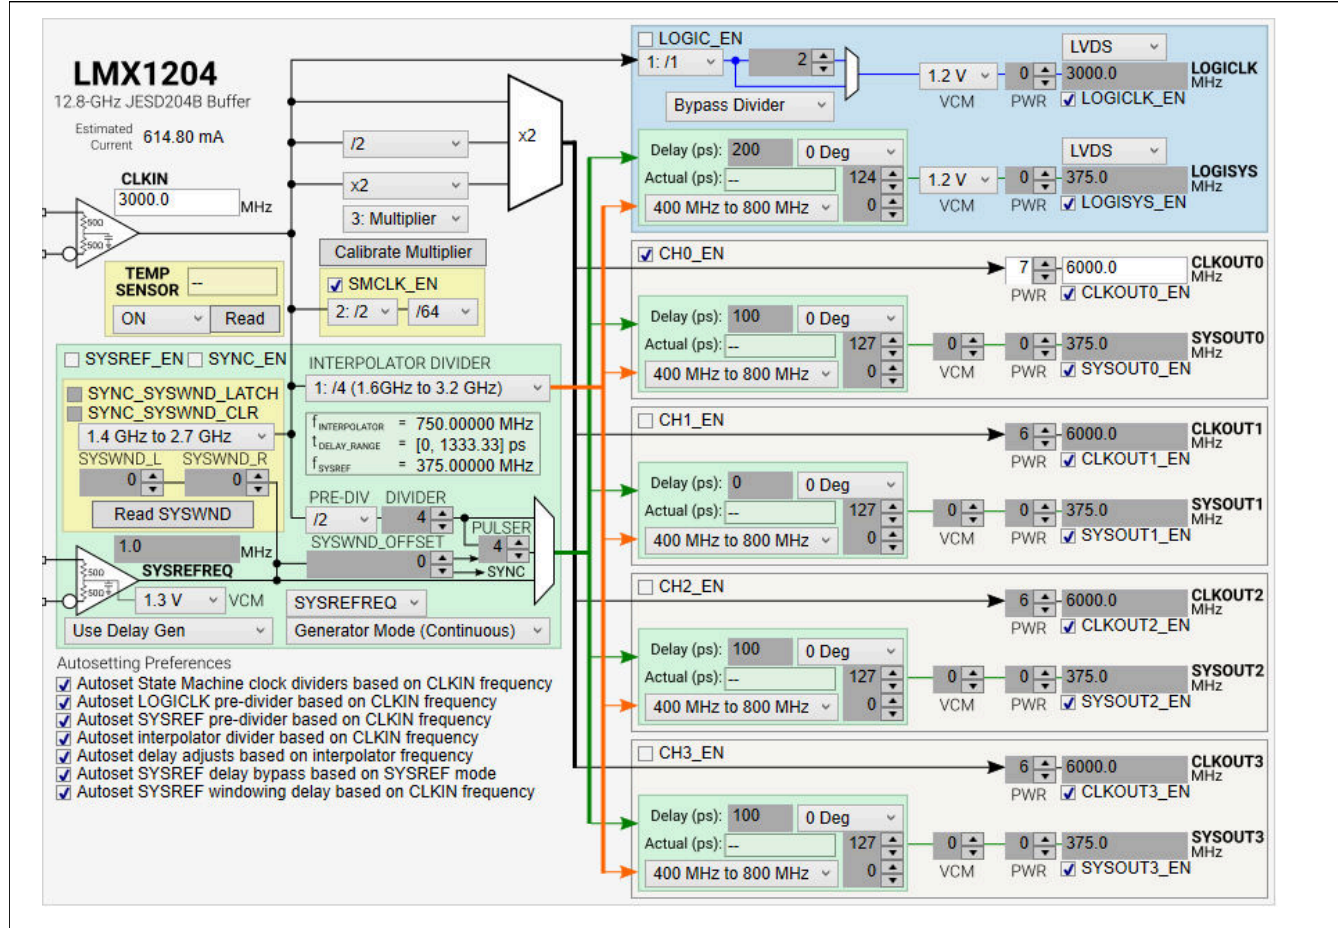 LMX1204
12.8-GHz JESD204B Buffer
Estimated Current 614.80 mA
CLKIN
3000.0 MHz
50Ω
50Ω
TEMP SENSOR --
ON Read
/2
x2
3: Multiplier
Calibrate Multiplier
SMCLK_EN
2: /2 /64
x2
SYSREF_EN SYNC_EN
SYNC_SYSWND_LATCH
SYNC_SYSWND_CLR
1.4 GHz to 2.7 GHz
SYSWND_L SYSWND_R
0 0
Read SYSWND
1.0 MHz
SYSREFREQ
50Ω
50Ω
1.3 V VCM
Use Delay Gen
INTERPOLATOR DIVIDER
1: /4 (1.6GHz to 3.2 GHz)
fINTERPOLATOR = 750.00000 MHz
tDELAY_RANGE = [0, 1333.33] ps
fSYSREF = 375.00000 MHz
PRE-DIV DIVIDER
/2 4
PULSER
4
SYSWND_OFFSET
0
SYNC
SYSREFREQ
Generator Mode (Continuous)
Autosetting Preferences
Autoset State Machine clock dividers based on CLKIN frequency
Autoset LOGICLK pre-divider based on CLKIN frequency
Autoset SYSREF pre-divider based on CLKIN frequency
Autoset interpolator divider based on CLKIN frequency
Autoset delay adjusts based on interpolator frequency
Autoset SYSREF delay bypass based on SYSREF mode
Autoset SYSREF windowing delay based on CLKIN frequency
LOGIC_EN
1: /1 2
Bypass Divider
LVDS
1.2 V 0 3000.0 LOGICLK
MHz
VCM PWR LOGICLK_EN
Delay (ps): 200 0 Deg
LVDS
Actual (ps): -- 124
1.2 V 0 375.0 LOGISYS
MHz
400 MHz to 800 MHz 0
VCM PWR LOGISYS_EN
CH0_EN
7 6000.0 CLKOUT0
MHz
PWR CLKOUT0_EN
Delay (ps): 100 0 Deg
Actual (ps): -- 127 0 0 375.0 SYSOUT0
MHz
400 MHz to 800 MHz 0 VCM PWR SYSOUT0_EN
CH1_EN
6 6000.0 CLKOUT1
MHz
PWR CLKOUT1_EN
Delay (ps): 0 0 Deg
Actual (ps): -- 127 0 0 375.0 SYSOUT1
MHz
400 MHz to 800 MHz 0 VCM PWR SYSOUT1_EN
CH2_EN
6 6000.0 CLKOUT2
MHz
PWR CLKOUT2_EN
Delay (ps): 100 0 Deg
Actual (ps): -- 127 0 0 375.0 SYSOUT2
MHz
400 MHz to 800 MHz 0 VCM PWR SYSOUT2_EN
CH3_EN
6 6000.0 CLKOUT3
MHz
PWR CLKOUT3_EN
Delay (ps): 100 0 Deg
Actual (ps): -- 127 0 0 375.0 SYSOUT3
MHz
400 MHz to 800 MHz 0 VCM PWR SYSOUT3_EN